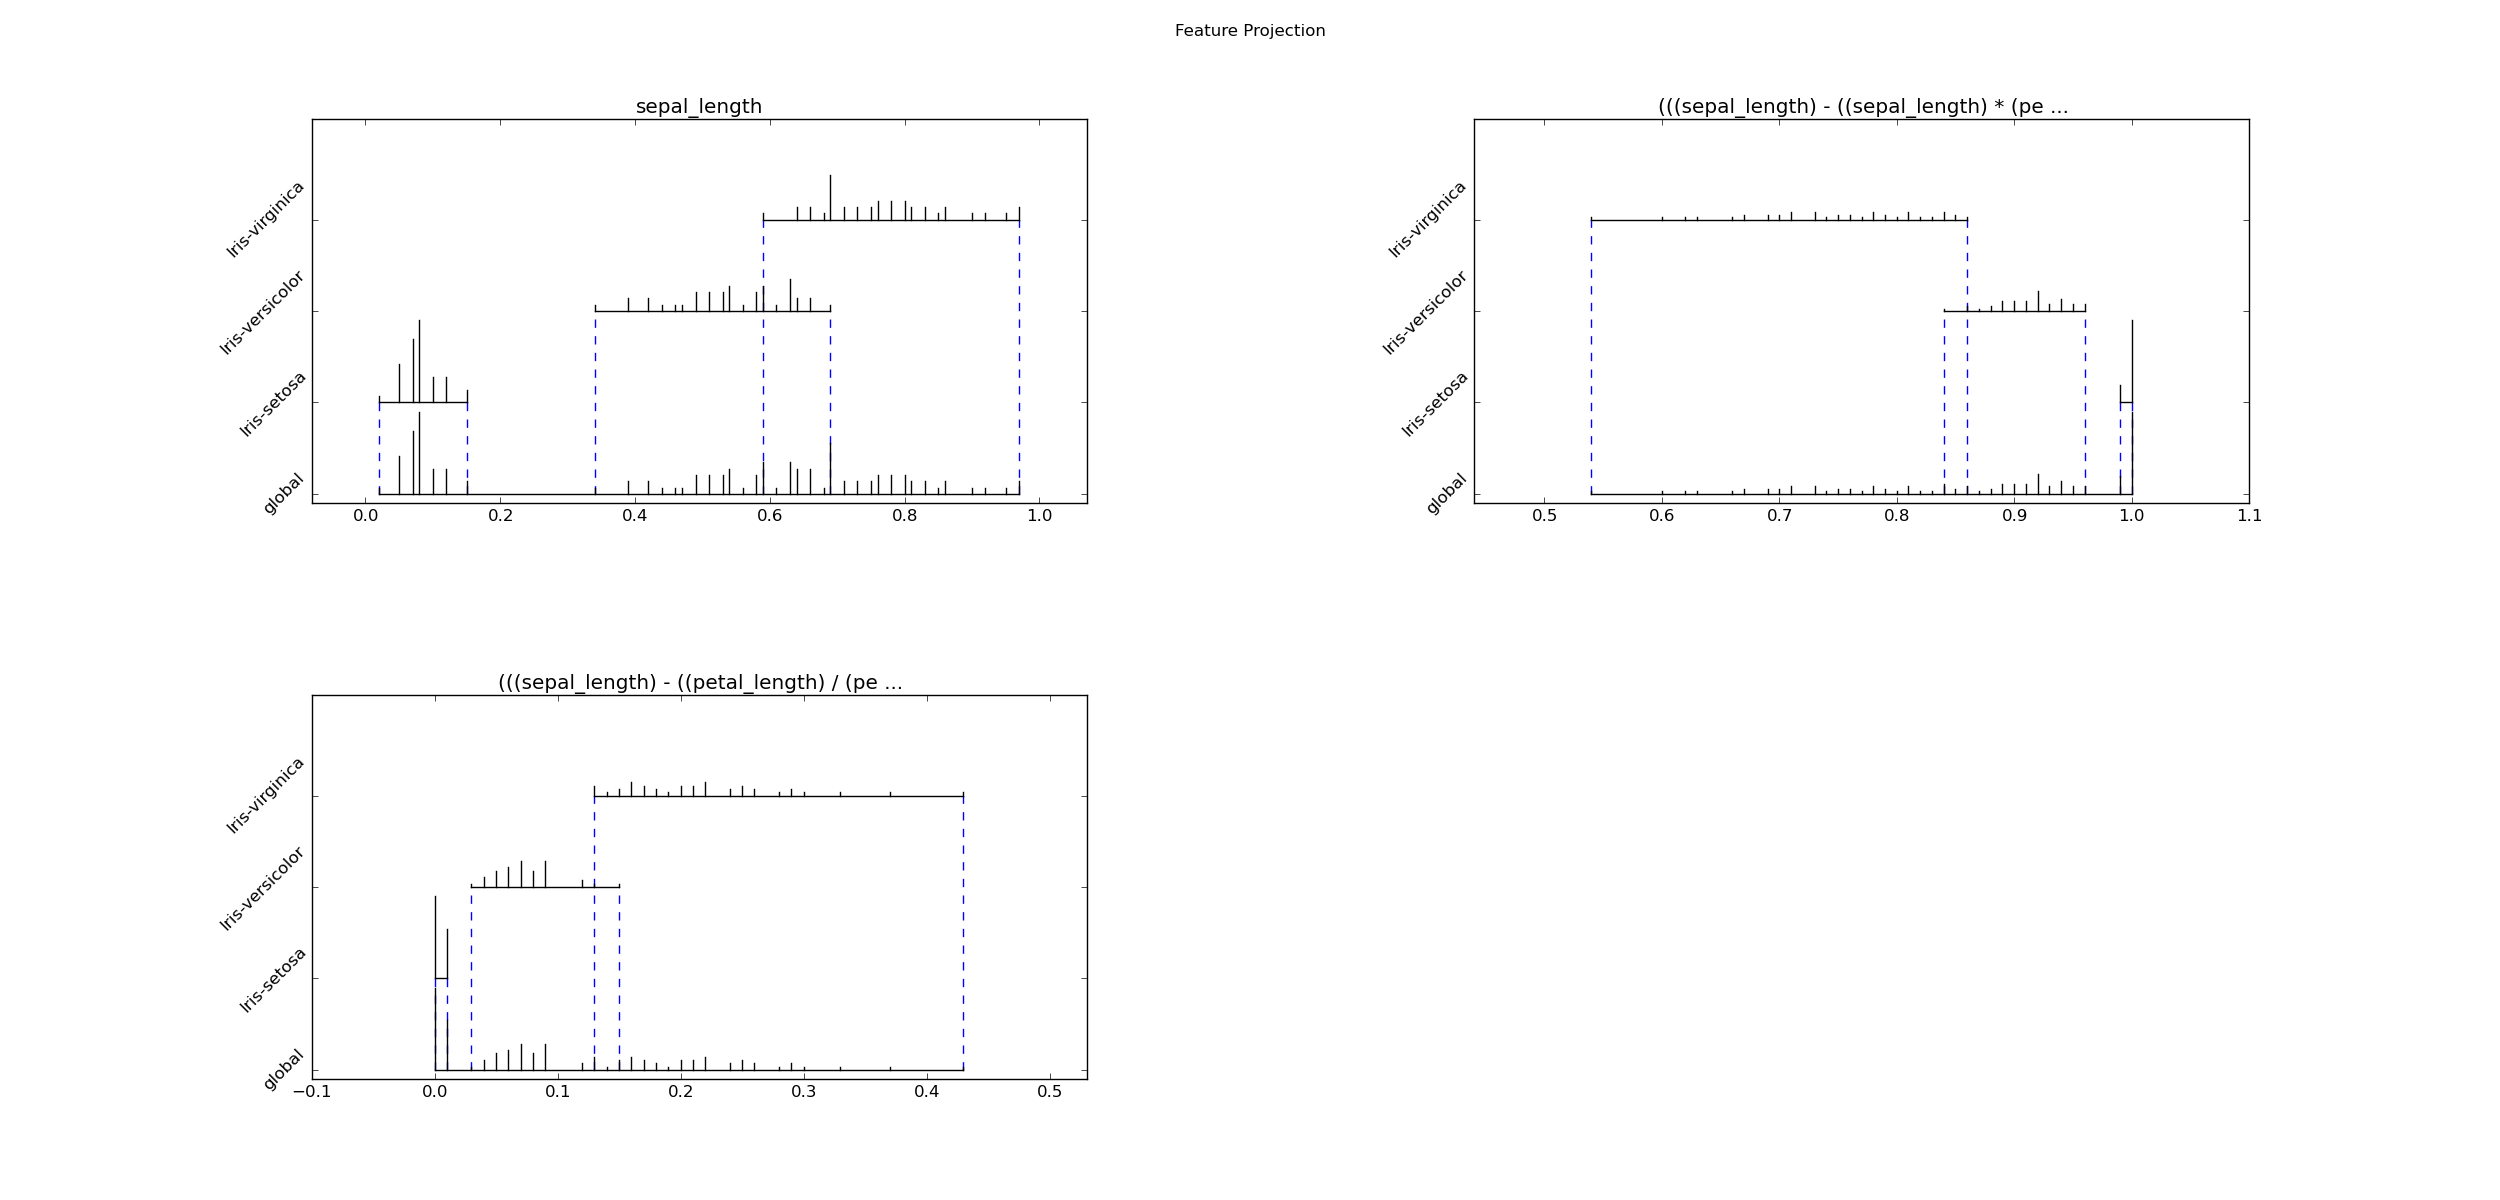 Feature Projection
sepal_length
Iris-virginica
Iris-versicolor
Iris-setosa
global
0.0 0.2 0.4 0.6 0.8 1.0
(((sepal_length) - ((sepal_length) * (pe ...
Iris-virginica
Iris-versicolor
Iris-setosa
global
0.5 0.6 0.7 0.8 0.9 1.0 1.1
(((sepal_length) - ((petal_length) / (pe ...
Iris-virginica
Iris-versicolor
Iris-setosa
global
−0.1 0.0 0.1 0.2 0.3 0.4 0.5